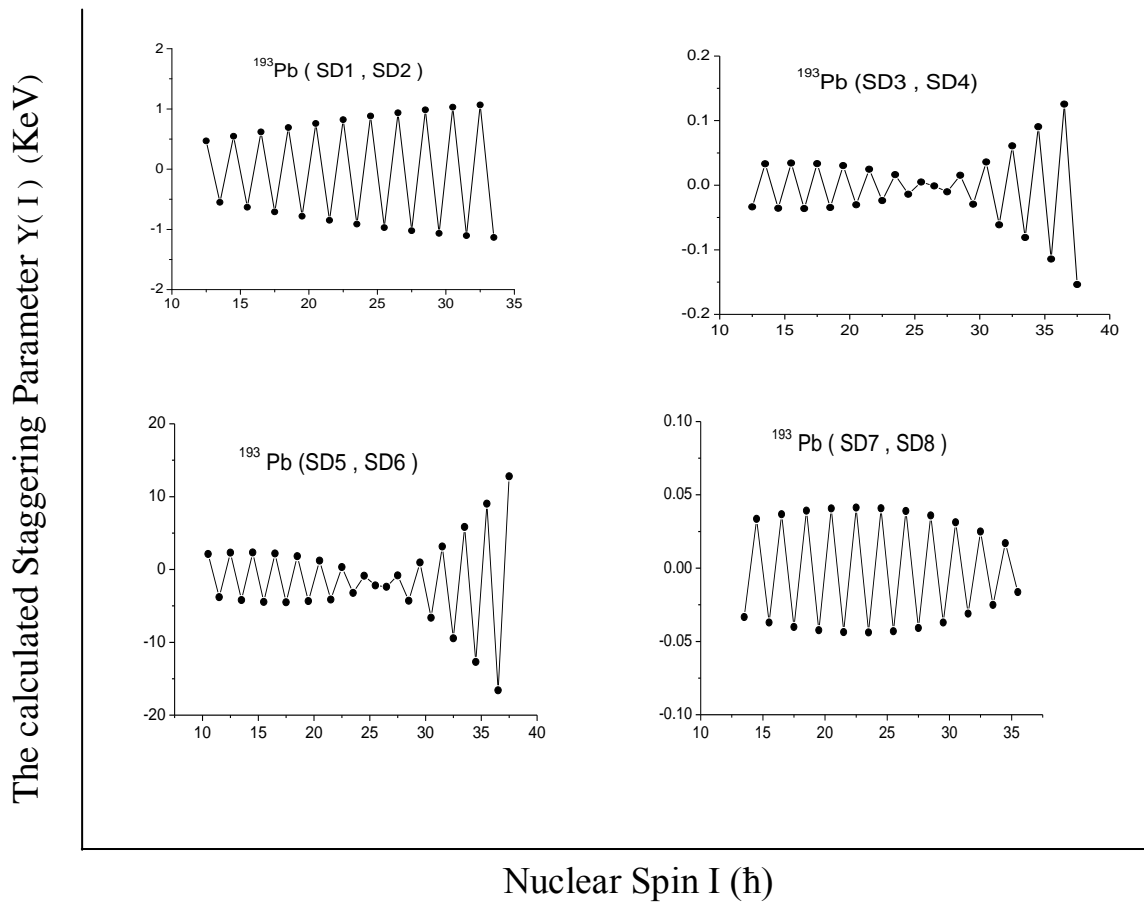 The calculated Staggering Parameter Y( I ) (KeV)
¹⁹³Pb ( SD1 , SD2 )
2
1
0
-1
-2
10 15 20 25 30 35
¹⁹³Pb (SD3 , SD4)
0.2
0.1
0.0
-0.1
-0.2
10 15 20 25 30 35 40
¹⁹³ Pb (SD5 , SD6 )
20
10
0
-10
-20
10 15 20 25 30 35 40
¹⁹³ Pb ( SD7 , SD8 )
0.10
0.05
0.00
-0.05
-0.10
10 15 20 25 30 35
Nuclear Spin I (ħ)